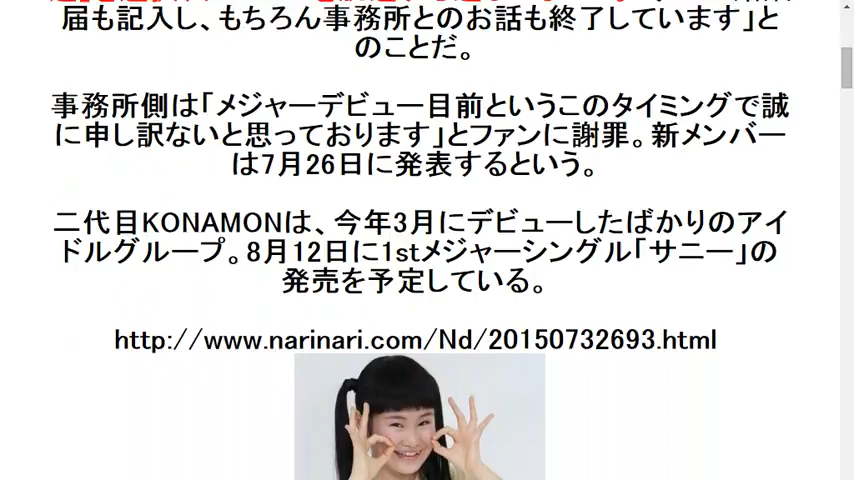 届も記入し、もちろん事務所とのお話も終了しています」と
のことだ。
事務所側は「メジャーデビュー目前というこのタイミングで誠
に申し訳ないと思っております」とファンに謝罪。新メンバー
は7月26日に発表するという。
二代目KONAMONは、今年3月にデビューしたばかりのアイ
ドルグループ。8月12日に1stメジャーシングル「サニー」の
発売を予定している。
http://www.narinari.com/Nd/20150732693.html